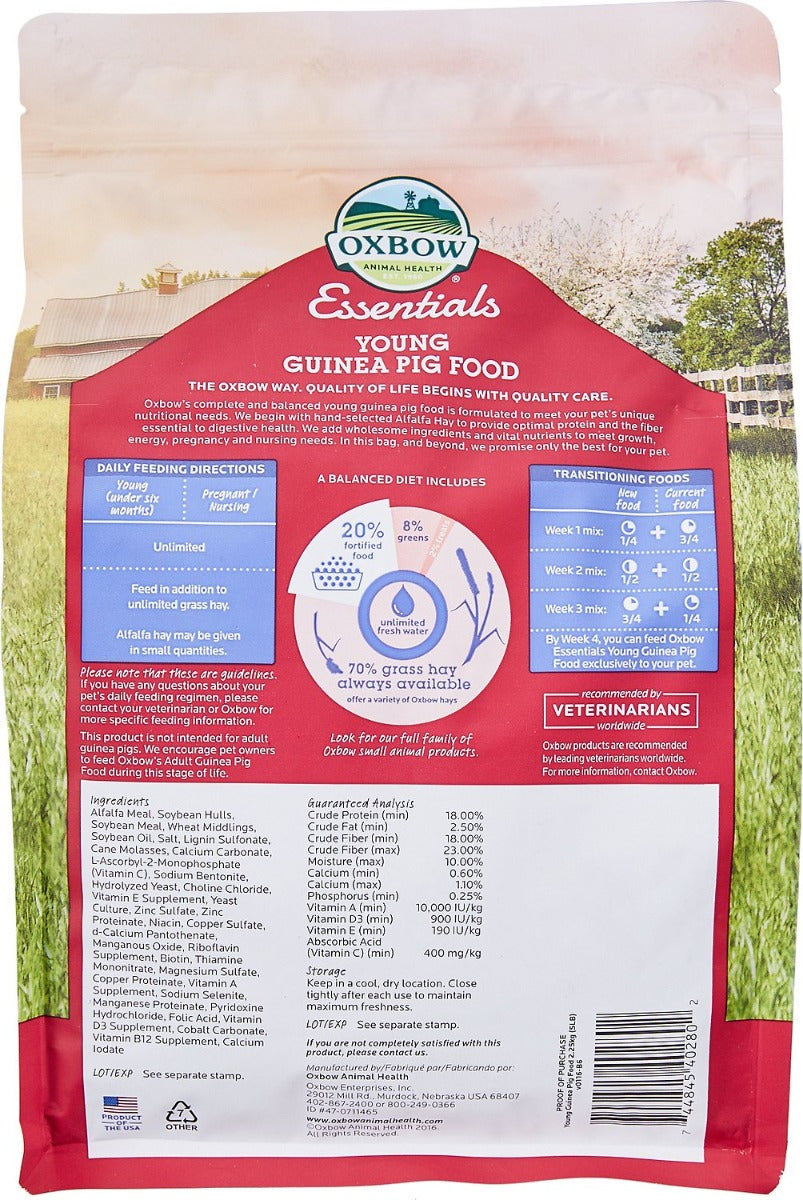 OXBOW
ANIMAL HEALTH
EST. 1980
®
Essentials
YOUNG
GUINEA PIG FOOD
THE OXBOW WAY. QUALITY OF LIFE BEGINS WITH QUALITY CARE.
Oxbow's complete and balanced young guinea pig food is formulated to meet your pet's unique
nutritional needs. We begin with hand-selected Alfalfa Hay to provide optimal protein and the fiber
essential to digestive health. We add wholesome ingredients and vital nutrients to meet growth,
energy, pregnancy and nursing needs. In this bag, and beyond, we promise only the best for your pet.
DAILY FEEDING DIRECTIONS
Young
(under six
months)
Pregnant /
Nursing
Unlimited
Feed in addition to
unlimited grass hay.
Alfalfa hay may be given
in small quantities.
Please note that these are guidelines.
If you have any questions about your
pet's daily feeding regimen, please
contact your veterinarian or Oxbow for
more specific feeding information.
This product is not intended for adult
guinea pigs. We encourage pet owners
to feed Oxbow's Adult Guinea Pig
Food during this stage of life.
A BALANCED DIET INCLUDES
20%
fortified
food
8%
greens
2% treats
unlimited
fresh water
70% grass hay
always available
offer a variety of Oxbow hays
Look for our full family of
Oxbow small animal products.
TRANSITIONING FOODS
New
food
Current
food
Week 1 mix: 1/4 + 3/4
Week 2 mix: 1/2 + 1/2
Week 3 mix: 3/4 + 1/4
By Week 4, you can feed Oxbow
Essentials Young Guinea Pig
Food exclusively to your pet.
recommended by
VETERINARIANS
worldwide
Oxbow products are recommended
by leading veterinarians worldwide.
For more information, contact Oxbow.
Ingredients
Alfalfa Meal, Soybean Hulls,
Soybean Meal, Wheat Middlings,
Soybean Oil, Salt, Lignin Sulfonate,
Cane Molasses, Calcium Carbonate,
L-Ascorbyl-2-Monophosphate
(Vitamin C), Sodium Bentonite,
Hydrolyzed Yeast, Choline Chloride,
Vitamin E Supplement, Yeast
Culture, Zinc Sulfate, Zinc
Proteinate, Niacin, Copper Sulfate,
d-Calcium Pantothenate,
Manganous Oxide, Riboflavin
Supplement, Biotin, Thiamine
Mononitrate, Magnesium Sulfate,
Copper Proteinate, Vitamin A
Supplement, Sodium Selenite,
Manganese Proteinate, Pyridoxine
Hydrochloride, Folic Acid, Vitamin
D3 Supplement, Cobalt Carbonate,
Vitamin B12 Supplement, Calcium
Iodate
LOT/EXP See separate stamp.
PRODUCT
OF THE USA
7
OTHER
Guaranteed Analysis
Crude Protein (min) 18.00%
Crude Fat (min) 2.50%
Crude Fiber (min) 18.00%
Crude Fiber (max) 23.00%
Moisture (max) 10.00%
Calcium (min) 0.60%
Calcium (max) 1.10%
Phosphorus (min) 0.25%
Vitamin A (min) 10,000 IU/kg
Vitamin D3 (min) 900 IU/kg
Vitamin E (min) 190 IU/kg
Absorbic Acid
(Vitamin C) (min) 400 mg/kg
Storage
Keep in a cool, dry location. Close
tightly after each use to maintain
maximum freshness.
LOT/EXP See separate stamp.
If you are not completely satisfied with this
product, please contact us.
Manufactured by/Fabriqué par/Fabricando por:
Oxbow Animal Health
Oxbow Enterprises, Inc.
29012 Mill Rd., Murdock, Nebraska USA 68407
402-867-2400 or 800-249-0366
ID #47-0711465
www.oxbowanimalhealth.com
©Oxbow Animal Health 2016.
All Rights Reserved.
PROOF OF PURCHASE
Young Guinea Pig Food 2.25kg (5LB)
v0116-B6
7 44845 40280 2